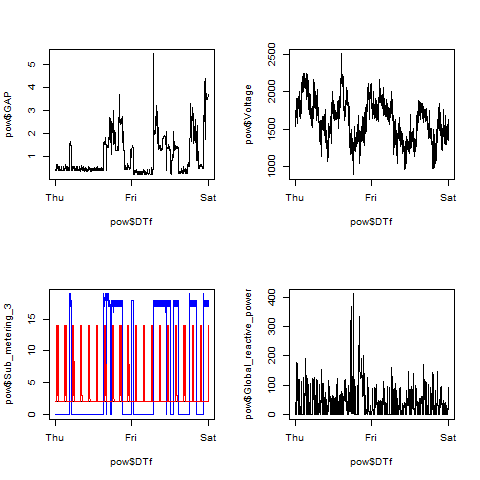 pow$GAP
1 2 3 4 5
Thu Fri Sat
pow$DTf
pow$Voltage
1000 1500 2000 2500
Thu Fri Sat
pow$DTf
pow$Sub_metering_3
0 5 10 15
Thu Fri Sat
pow$DTf
pow$Global_reactive_power
0 100 200 300 400
Thu Fri Sat
pow$DTf